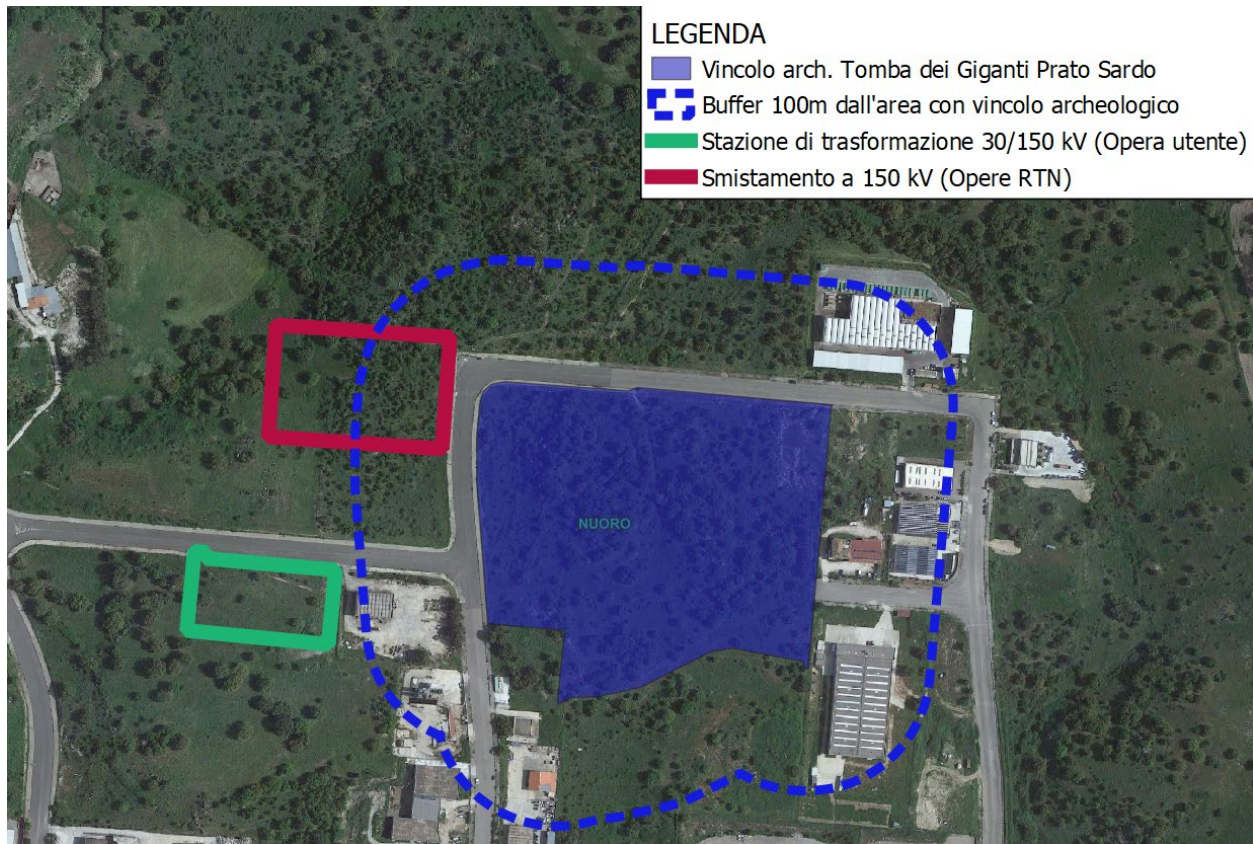 LEGENDA
Vincolo arch. Tomba dei Giganti Prato Sardo
Buffer 100m dall'area con vincolo archeologico
Stazione di trasformazione 30/150 kV (Opera utente)
Smistamento a 150 kV (Opere RTN)
NUORO